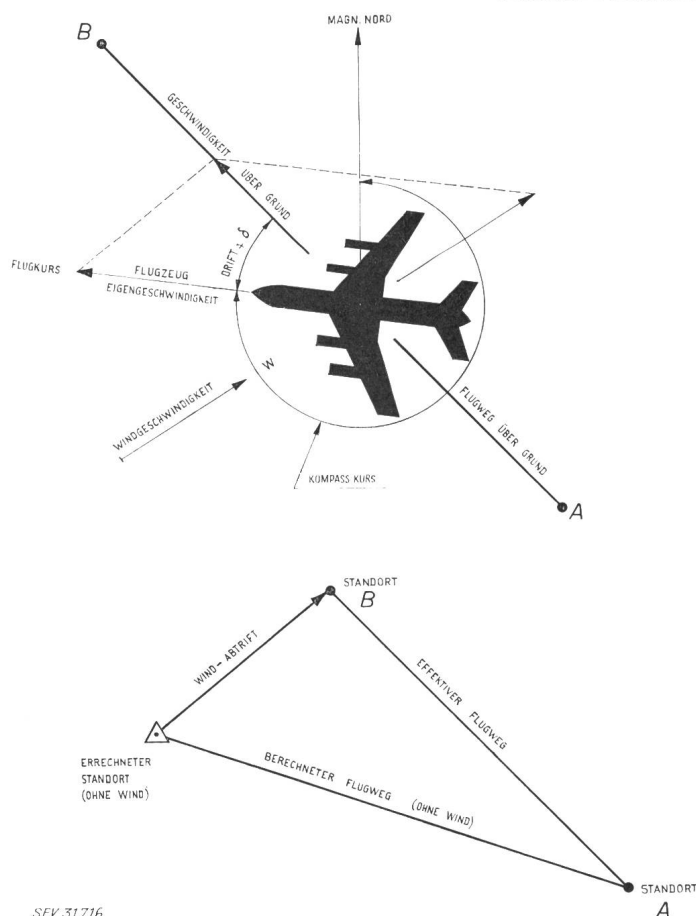 MAGN. NORD
B
GESCHWINDIGKEIT
ÜBER GRUND
DRIFT + δ
FLUGKURS
FLUGZEUG
EIGENGESCHWINDIGKEIT
W
WINDGESCHWINDIGKEIT
FLUGWEG ÜBER GRUND
KOMPASS KURS
A
STANDORT
B
WIND-ABTRIFT
EFFEKTIVER FLUGWEG
ERRECHNETER
STANDORT
(OHNE WIND)
BERECHNETER FLUGWEG (OHNE WIND)
STANDORT
A
SEV 31716